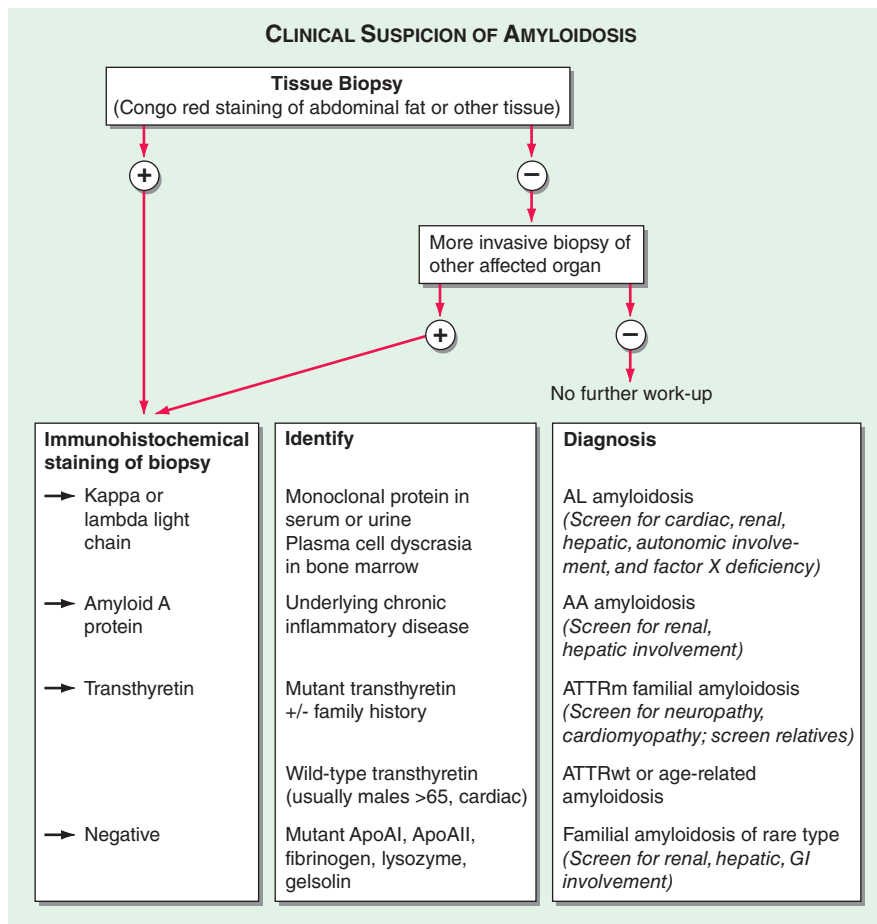 CLINICAL SUSPICION OF AMYLOIDOSIS
Tissue Biopsy
(Congo red staining of abdominal fat or other tissue)
+
−
More invasive biopsy of
other affected organ
+
−
No further work-up
Immunohistochemical
staining of biopsy
Kappa or
lambda light
chain
Amyloid A
protein
Transthyretin
Negative
Identify
Monoclonal protein in
serum or urine
Plasma cell dyscrasia
in bone marrow
Underlying chronic
inflammatory disease
Mutant transthyretin
+/- family history
Wild-type transthyretin
(usually males >65, cardiac)
Mutant ApoAI, ApoAII,
fibrinogen, lysozyme,
gelsolin
Diagnosis
AL amyloidosis
(Screen for cardiac, renal,
hepatic, autonomic involve-
ment, and factor X deficiency)
AA amyloidosis
(Screen for renal,
hepatic involvement)
ATTRm familial amyloidosis
(Screen for neuropathy,
cardiomyopathy; screen relatives)
ATTRwt or age-related
amyloidosis
Familial amyloidosis of rare type
(Screen for renal, hepatic, GI
involvement)